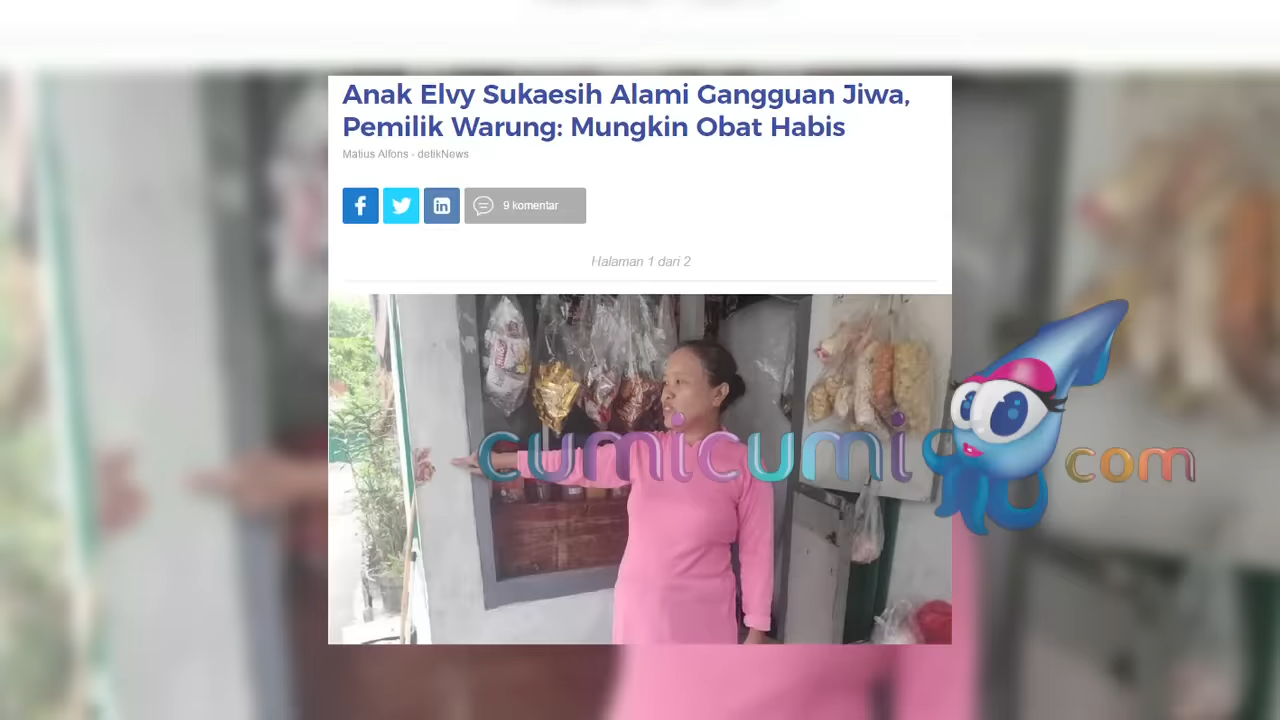 Anak Elvy Sukaesih Alami Gangguan Jiwa,
Pemilik Warung: Mungkin Obat Habis
Matius Alfons - detikNews
f
in
9 komentar
Halaman 1 dari 2
cumicumi.com